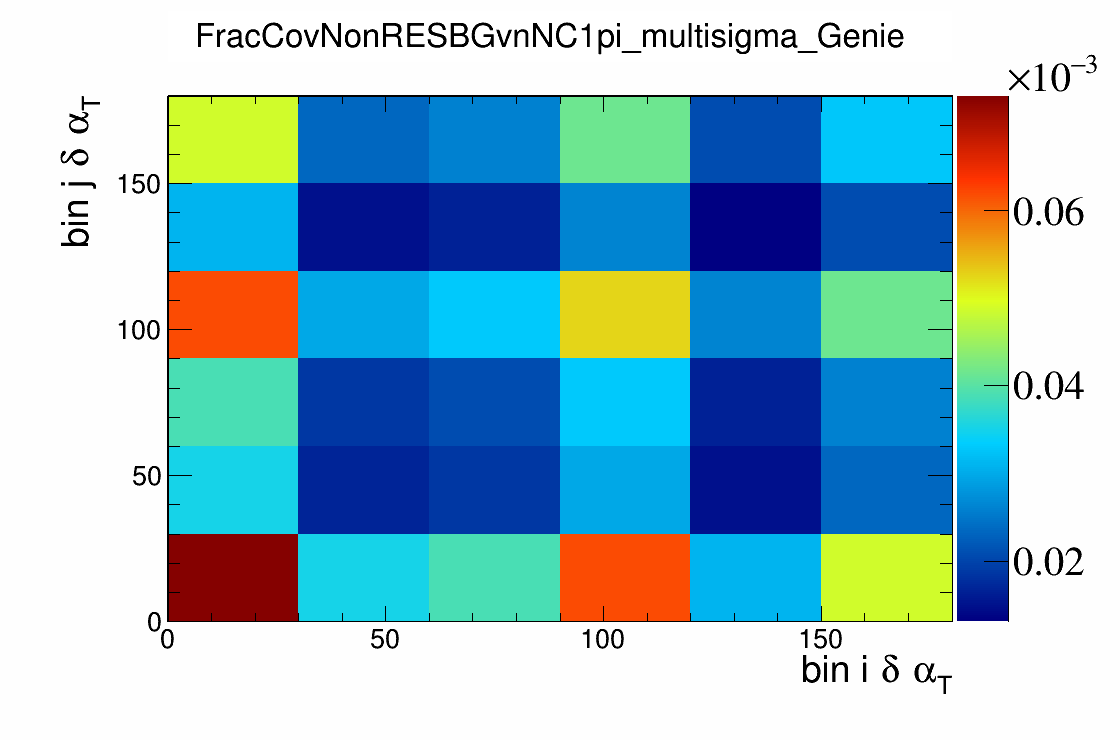 FracCovNonRESBGvnNC1pi_multisigma_Genie
×10⁻³
bin j δ α_T
150
100
50
0
0 50 100 150
bin i δ α_T
0.06
0.04
0.02